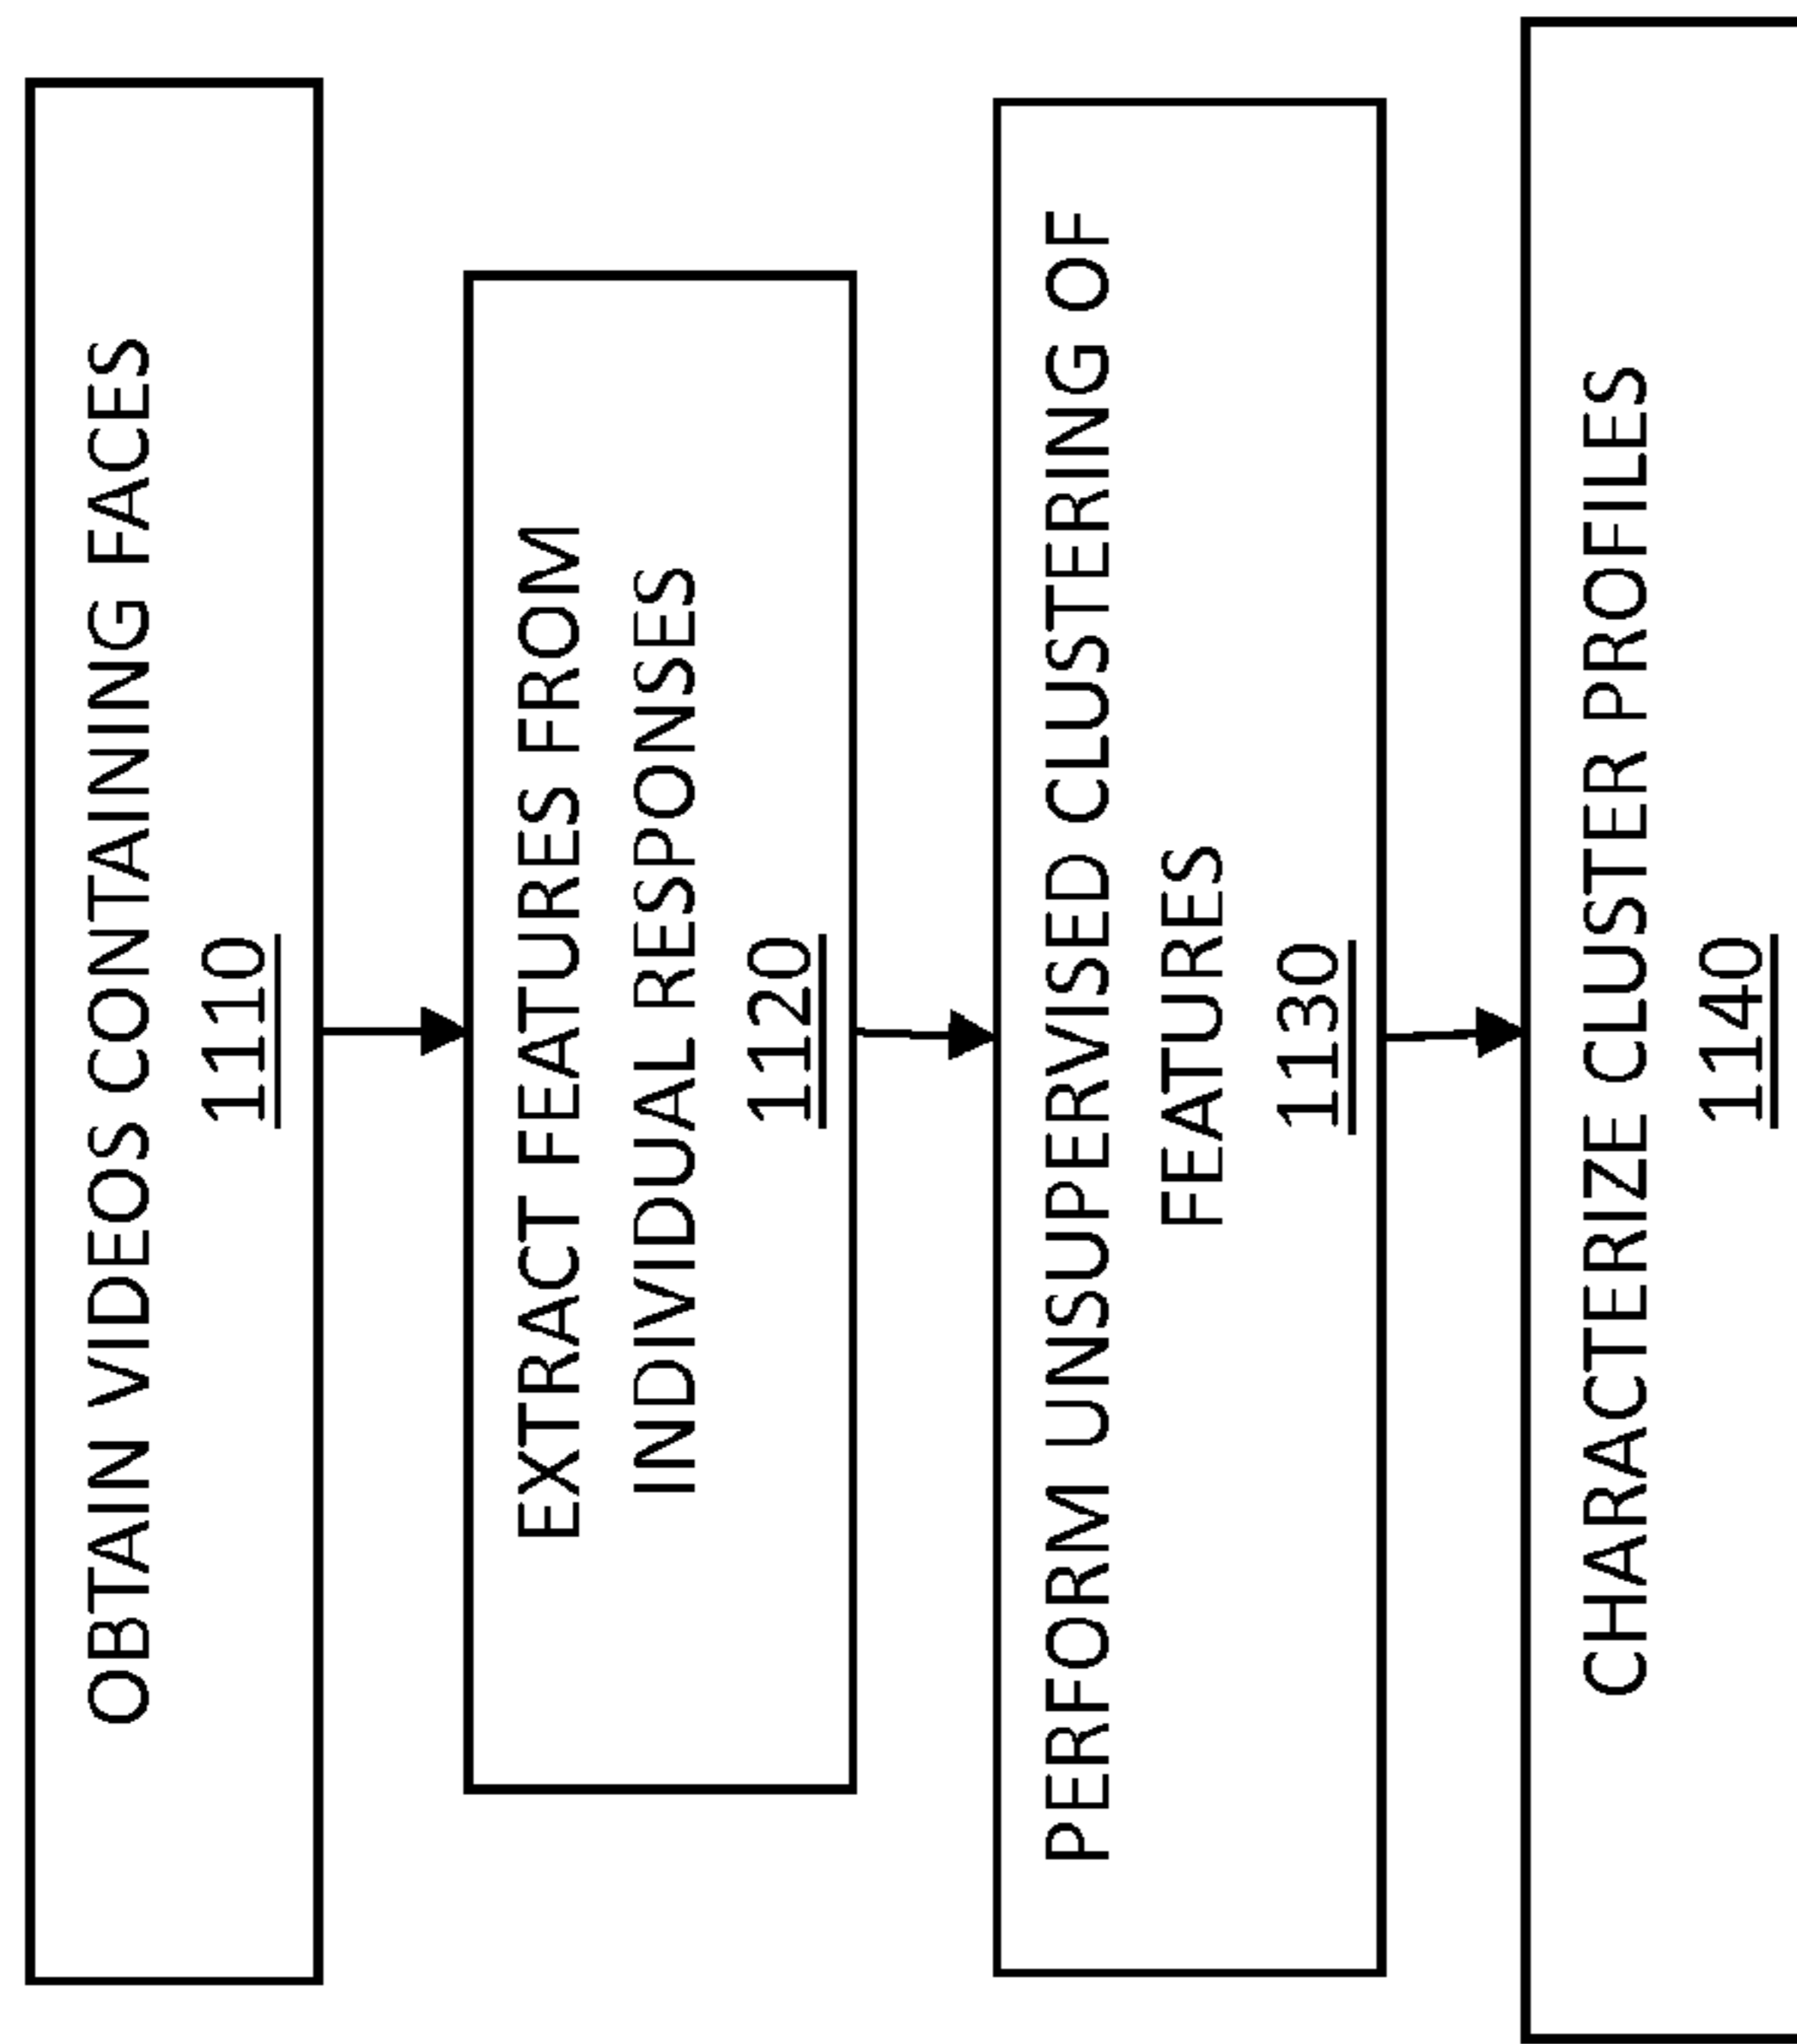 OBTAIN VIDEOS CONTAINING FACES
1110
EXTRACT FEATURES FROM
INDIVIDUAL RESPONSES
1120
PERFORM UNSUPERVISED CLUSTERING OF
FEATURES
1130
CHARACTERIZE CLUSTER PROFILES
1140